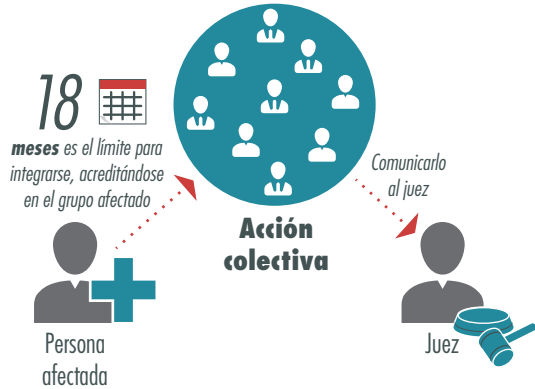 18
meses es el límite para
integrarse, acreditándose
en el grupo afectado
Comunicarlo
al juez
Acción
colectiva
Persona
afectada
Juez